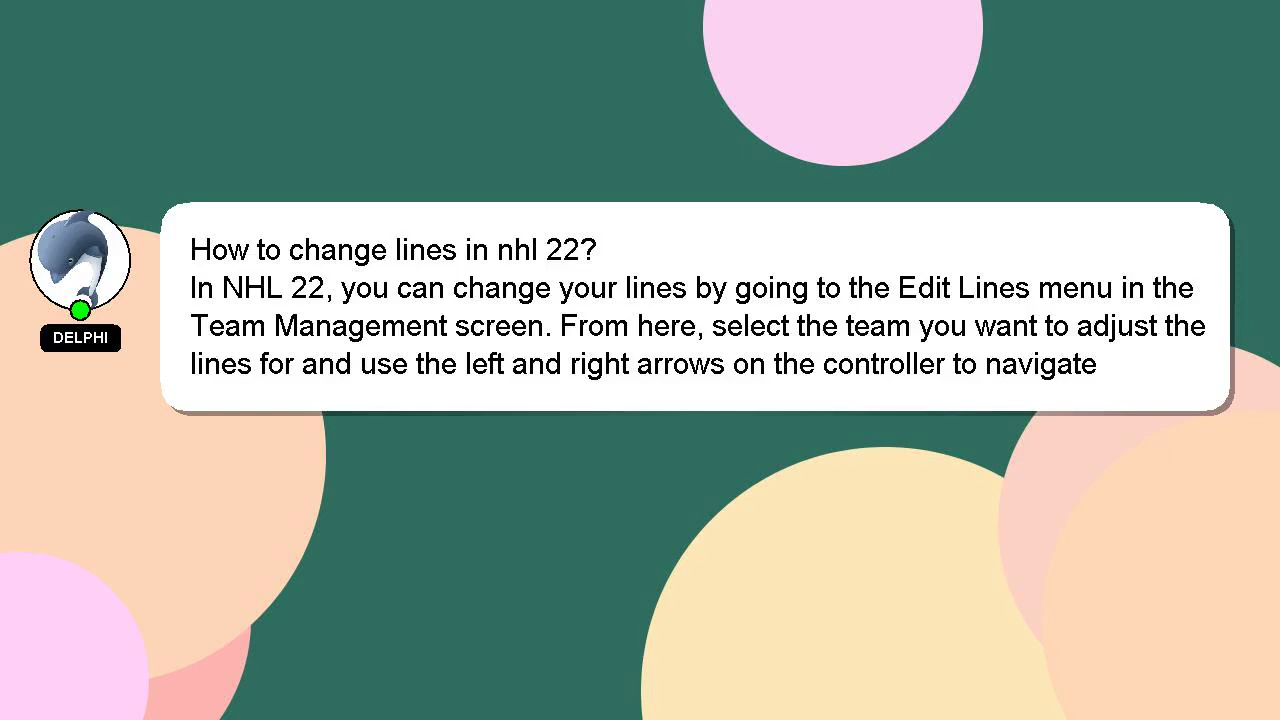 How to change lines in nhl 22?
In NHL 22, you can change your lines by going to the Edit Lines menu in the
Team Management screen. From here, select the team you want to adjust the
lines for and use the left and right arrows on the controller to navigate
DELPHI